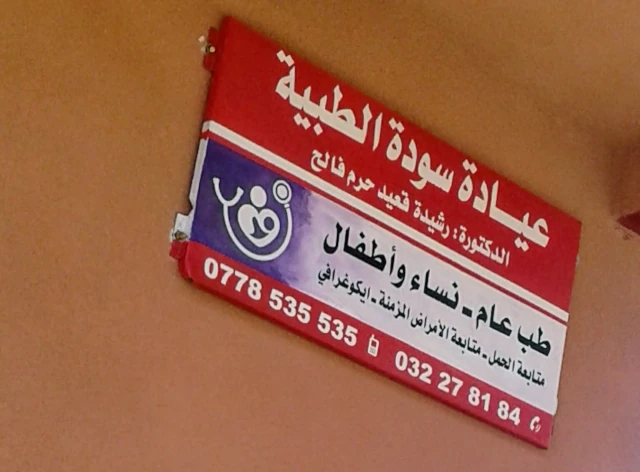 عيادة سودة الطبية
الدكتورة: رشيدة قعيد حرم فالح
طب عام - نساء وأطفال
متابعة الحمل - متابعة الأمراض المزمنة - ايكوغرافي
0778 535 535 032 27 81 84